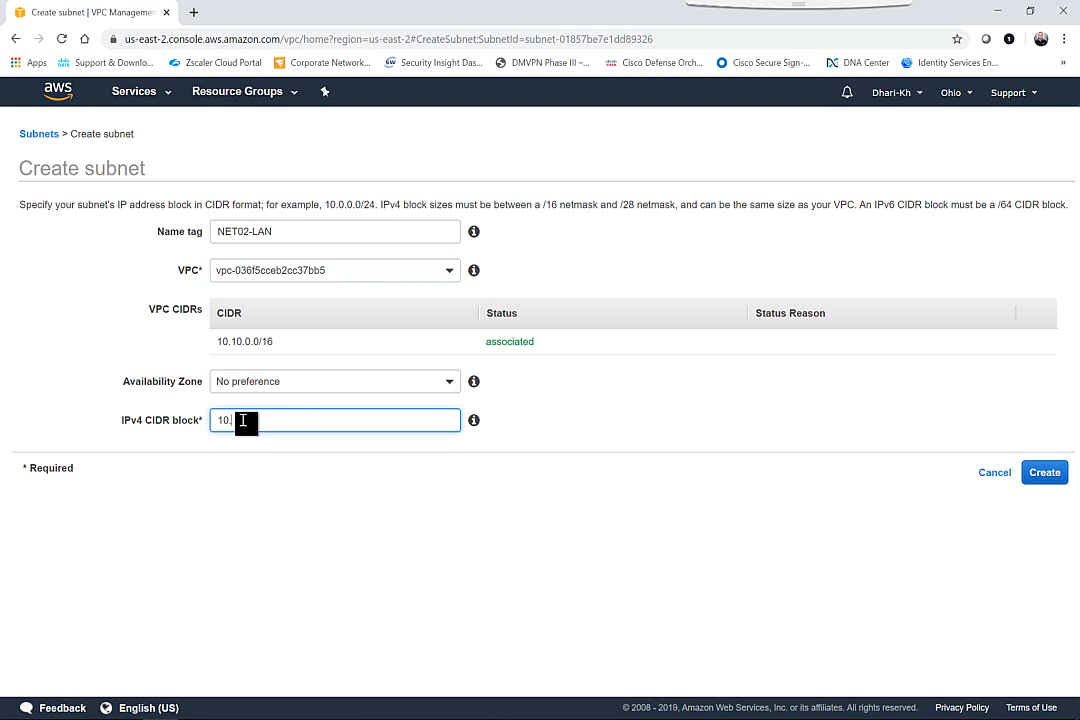 Create subnet | VPC Managemen
us-east-2.console.aws.amazon.com/vpc/home?region=us-east-2#CreateSubnet:SubnetId=subnet-01857be7e1dd89326
Apps Support & Downlo... Zscaler Cloud Portal Corporate Network... Security Insight Das... DMVPN Phase III –... Cisco Defense Orch... Cisco Secure Sign-... DNA Center Identity Services En... »
aws Services Resource Groups Dhari-Kh Ohio Support
Subnets > Create subnet
Create subnet
Specify your subnet's IP address block in CIDR format; for example, 10.0.0.0/24. IPv4 block sizes must be between a /16 netmask and /28 netmask, and can be the same size as your VPC. An IPv6 CIDR block must be a /64 CIDR block.
Name tag NET02-LAN
VPC* vpc-036f5cceb2cc37bb5
VPC CIDRs CIDR Status Status Reason
10.10.0.0/16 associated
Availability Zone No preference
IPv4 CIDR block* 10.
* Required
Cancel Create
Feedback English (US) © 2008 - 2019, Amazon Web Services, Inc. or its affiliates. All rights reserved. Privacy Policy Terms of Use